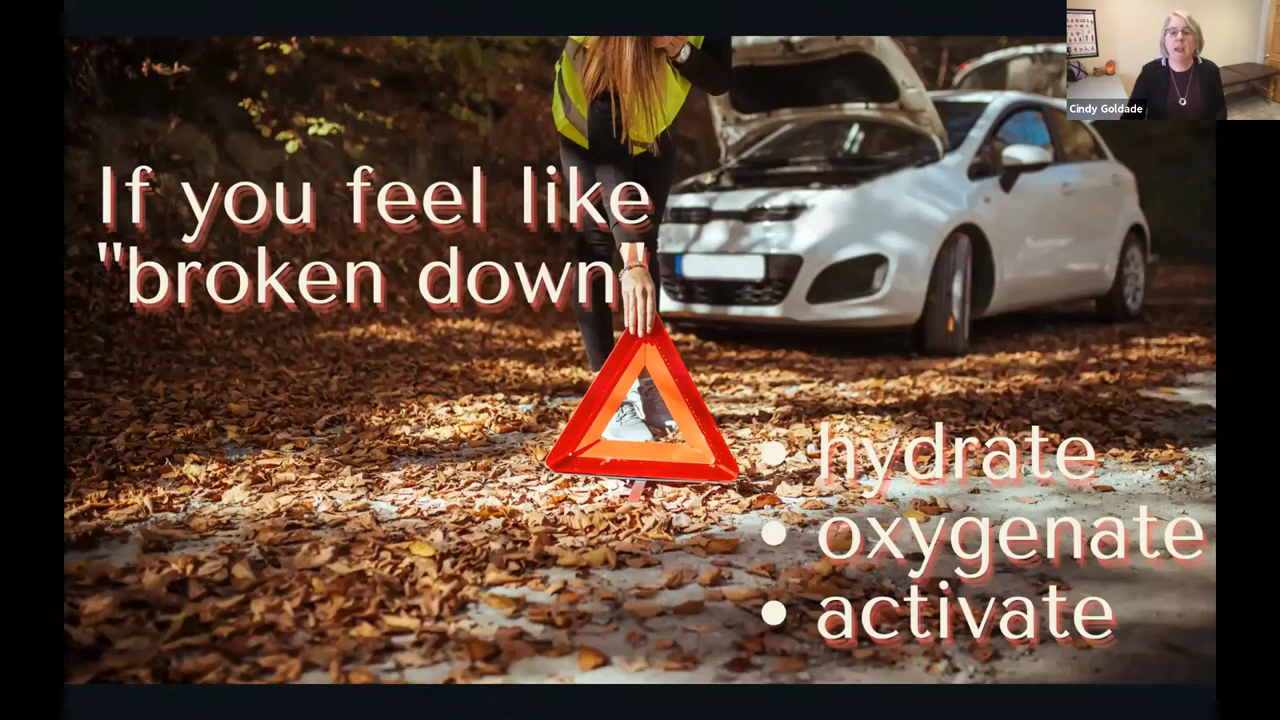 If you feel like
"broken down"
• hydrate
• oxygenate
• activate
Cindy Goldade